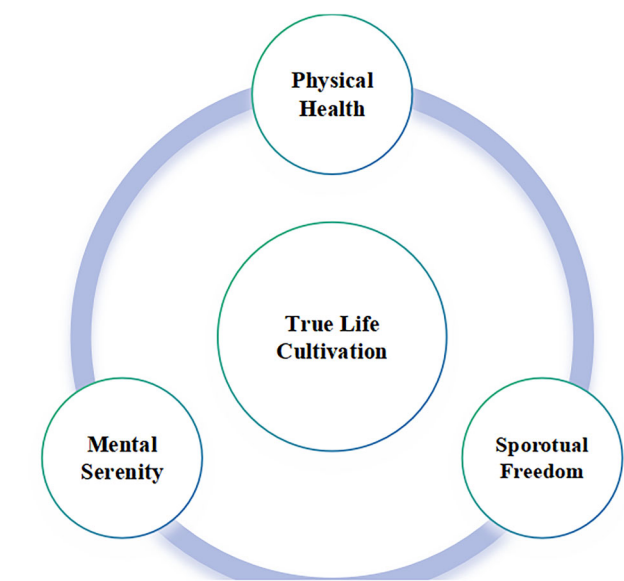 Physical
Health
True Life
Cultivation
Mental
Serenity
Sporotual
Freedom